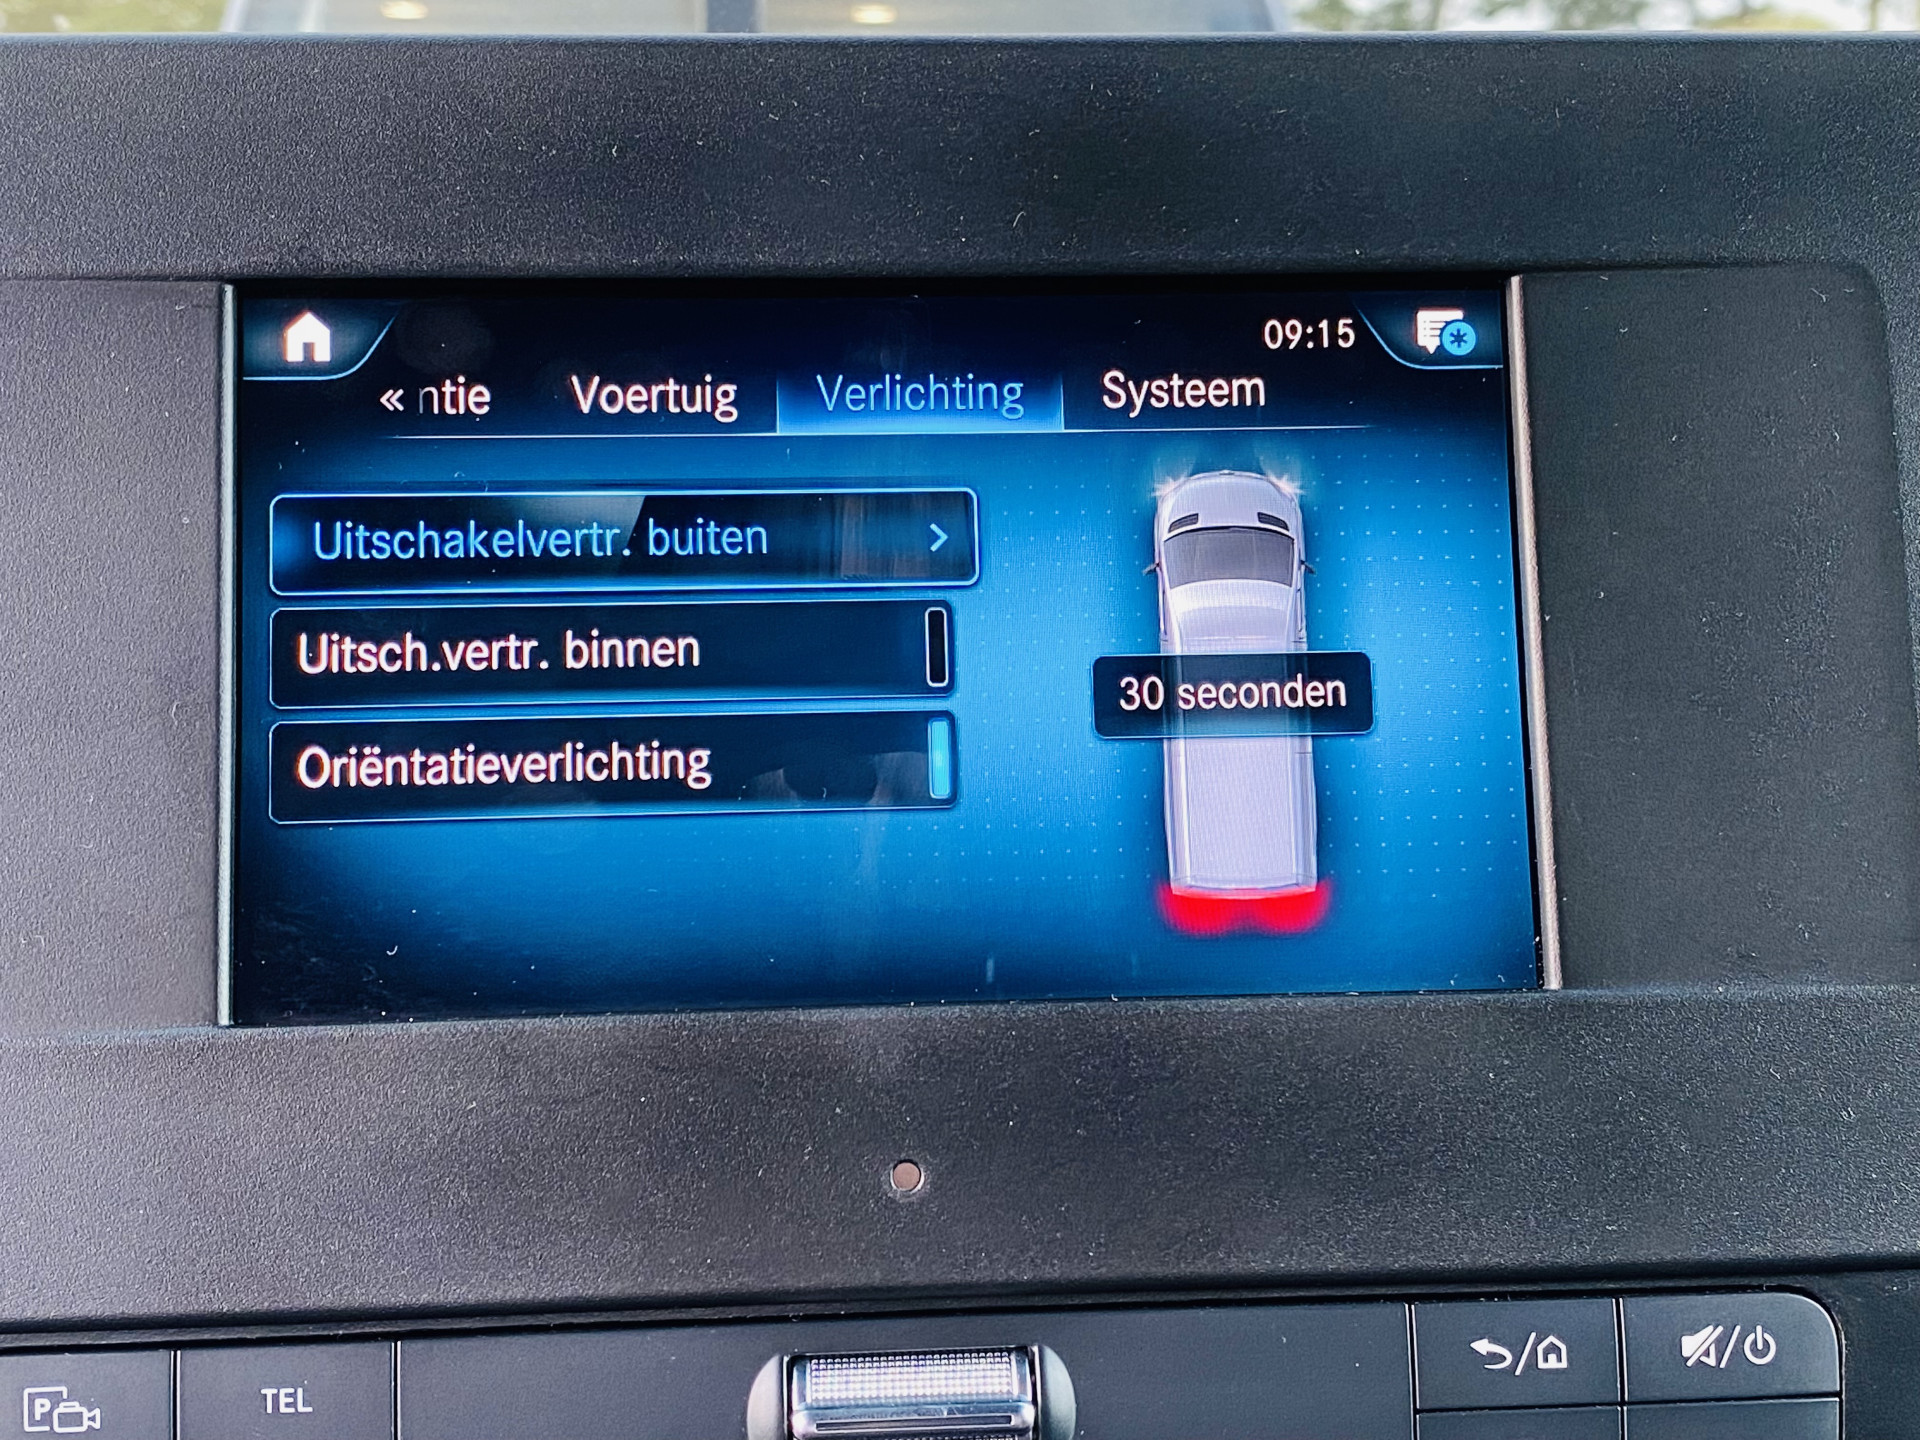 09:15
« ntie Voertuig Verlichting Systeem
Uitschakelvertr. buiten >
Uitsch.vertr. binnen
30 seconden
Oriëntatieverlichting
P
TEL